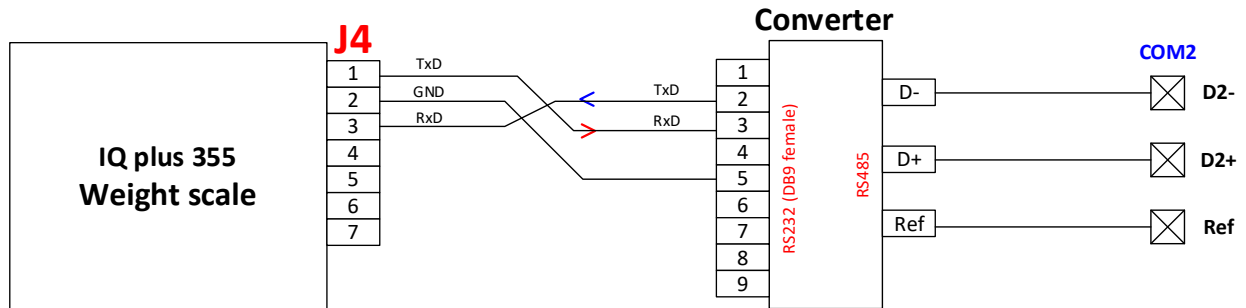 Converter
J4
COM2
1
2
3
4
5
6
7
TxD
GND
RxD
TxD
RxD
IQ plus 355
Weight scale
1
2
3
4
5
6
7
8
9
RS232 (DB9 female)
RS485
D-
D+
Ref
D2-
D2+
Ref